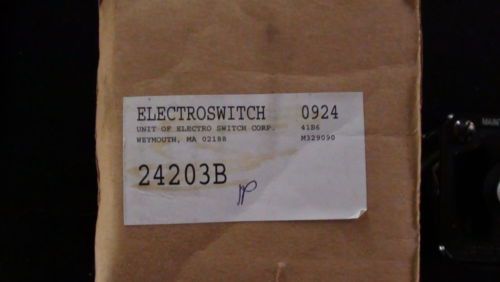 ELECTROSWITCH 0924
UNIT OF ELECTRO SWITCH CORP. 41B6
WEYMOUTH, MA 02188 M329090
24203B